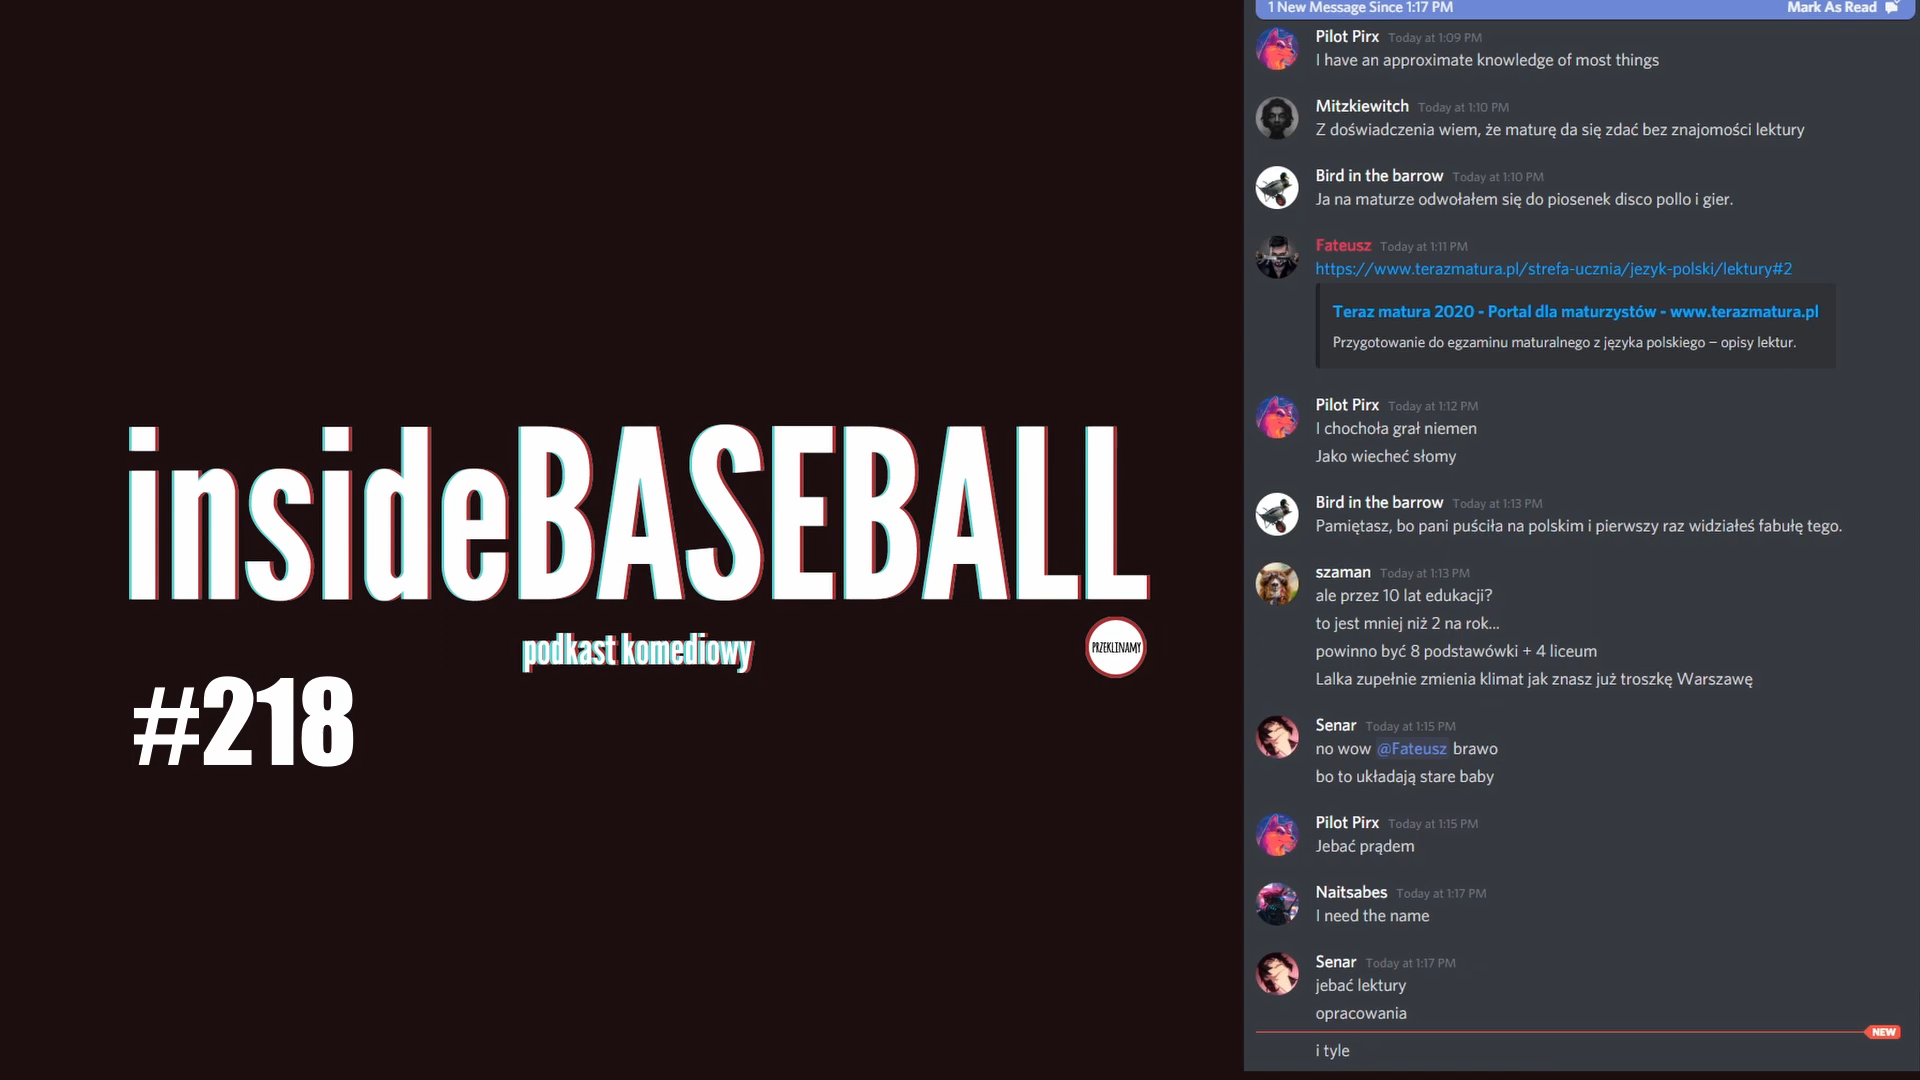 insideBASEBALL
podkast komediowy
PRZEKLINAMY
#218
1 New Message Since 1:17 PM Mark As Read
Pilot Pirx Today at 1:09 PM
I have an approximate knowledge of most things
Mitzkiewitch Today at 1:10 PM
Z doświadczenia wiem, że maturę da się zdać bez znajomości lektury
Bird in the barrow Today at 1:10 PM
Ja na maturze odwołałem się do piosenek disco pollo i gier.
Fateusz Today at 1:11 PM
https://www.terazmatura.pl/strefa-ucznia/jezyk-polski/lektury#2
Teraz matura 2020 - Portal dla maturzystów - www.terazmatura.pl
Przygotowanie do egzaminu maturalnego z języka polskiego – opisy lektur.
Pilot Pirx Today at 1:12 PM
I chochoła grał niemen
Jako wiecheć słomy
Bird in the barrow Today at 1:13 PM
Pamiętasz, bo pani puściła na polskim i pierwszy raz widziałeś fabułę tego.
szaman Today at 1:13 PM
ale przez 10 lat edukacji?
to jest mniej niż 2 na rok...
powinno być 8 podstawówki + 4 liceum
Lalka zupełnie zmienia klimat jak znasz już troszkę Warszawę
Senar Today at 1:15 PM
no wow @Fateusz brawo
bo to układają stare baby
Pilot Pirx Today at 1:15 PM
Jebać prądem
Naitsabes Today at 1:17 PM
I need the name
Senar Today at 1:17 PM
jebać lektury
opracowania
NEW
i tyle